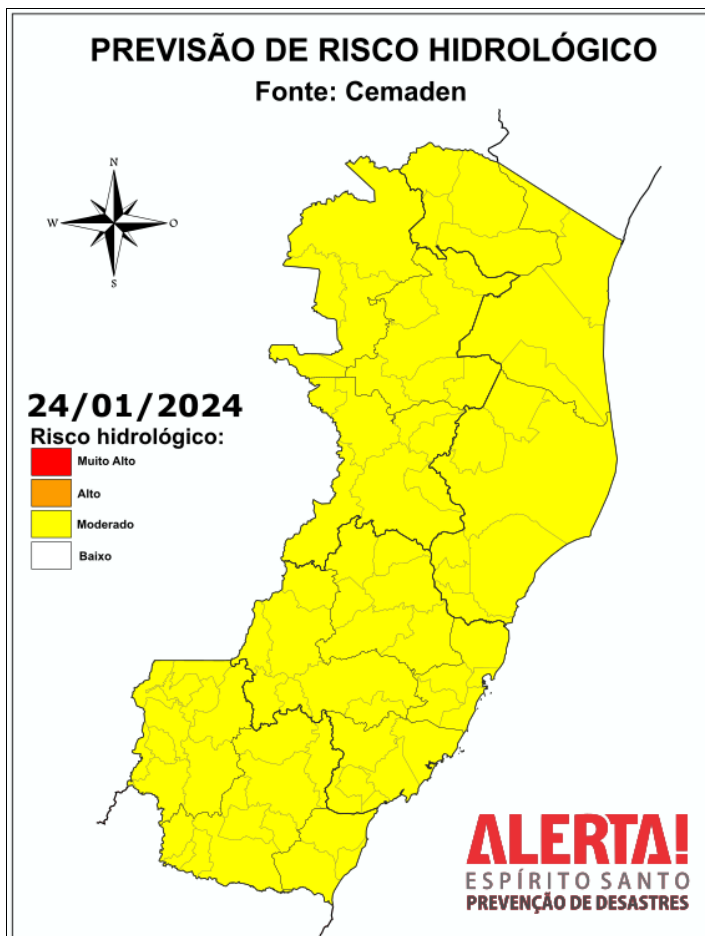 PREVISÃO DE RISCO HIDROLÓGICO
Fonte: Cemaden
N
W
O
S
24/01/2024
Risco hidrológico:
Muito Alto
Alto
Moderado
Baixo
ALERTA!
ESPÍRITO SANTO
PREVENÇÃO DE DESASTRES